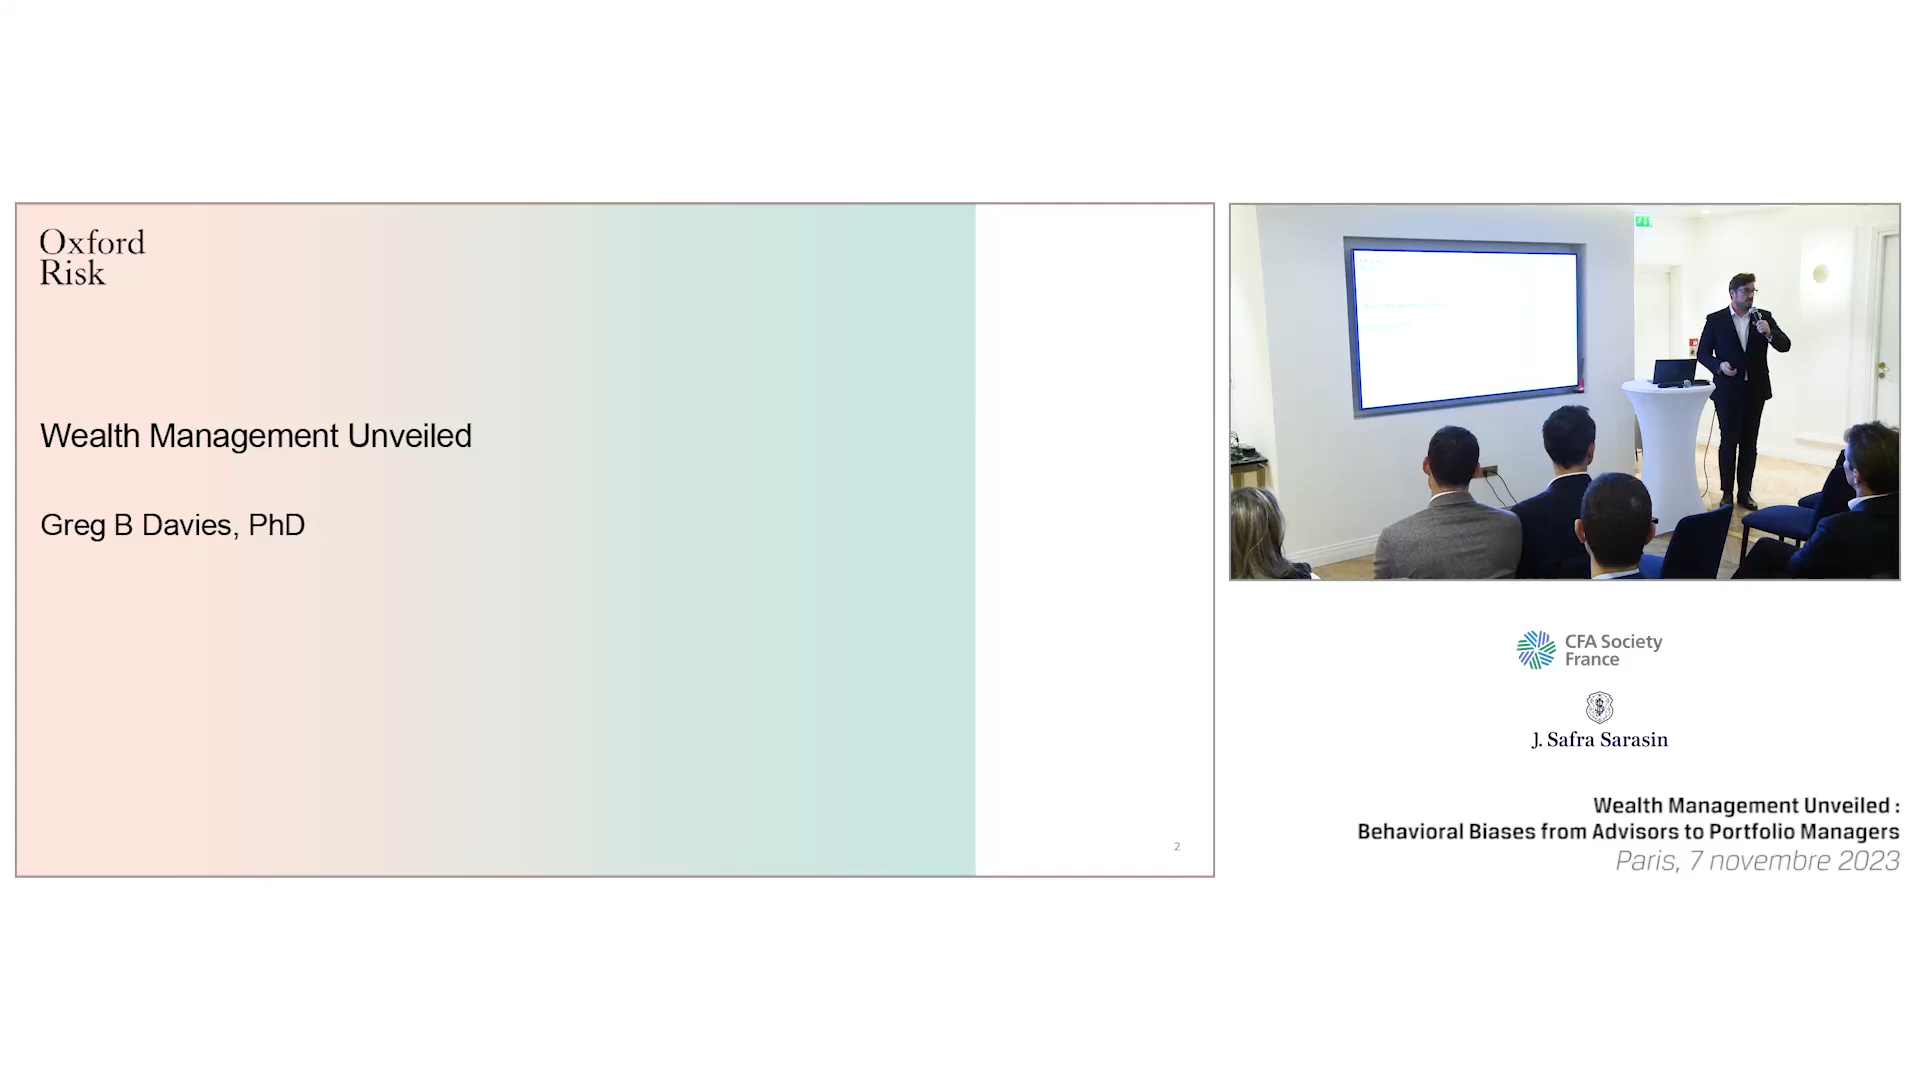 Oxford
Risk
Wealth Management Unveiled
Greg B Davies, PhD
2
CFA Society
France
J. Safra Sarasin
Wealth Management Unveiled :
Behavioral Biases from Advisors to Portfolio Managers
Paris, 7 novembre 2023